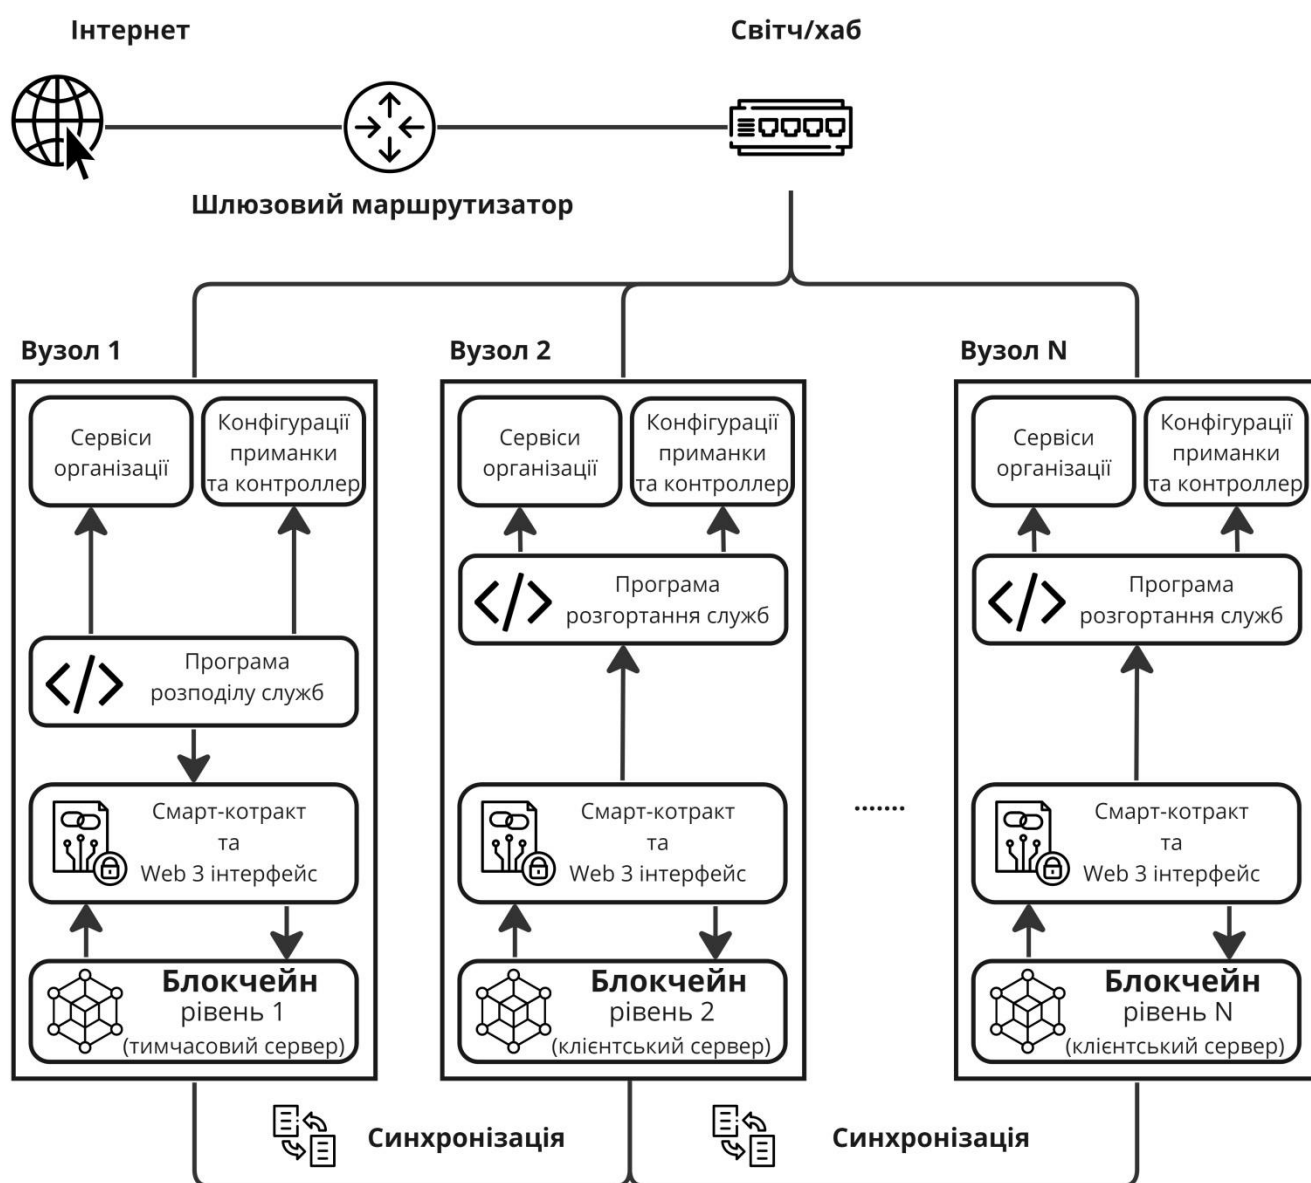 Інтернет
Світч/хаб
Шлюзовий маршрутизатор
Вузол 1
Вузол 2
Вузол N
Сервіси
організації
Конфігурації
приманки
та контроллер
Сервіси
організації
Конфігурації
приманки
та контроллер
Сервіси
організації
Конфігурації
приманки
та контроллер
Програма
розподілу служб
Програма
розгортання служб
Програма
розгортання служб
Смарт-котракт
та
Web 3 інтерфейс
Смарт-котракт
та
Web 3 інтерфейс
.......
Смарт-котракт
та
Web 3 інтерфейс
Блокчейн
рівень 1
(тимчасовий сервер)
Блокчейн
рівень 2
(клієнтський сервер)
Блокчейн
рівень N
(клієнтський сервер)
Синхронізація
Синхронізація